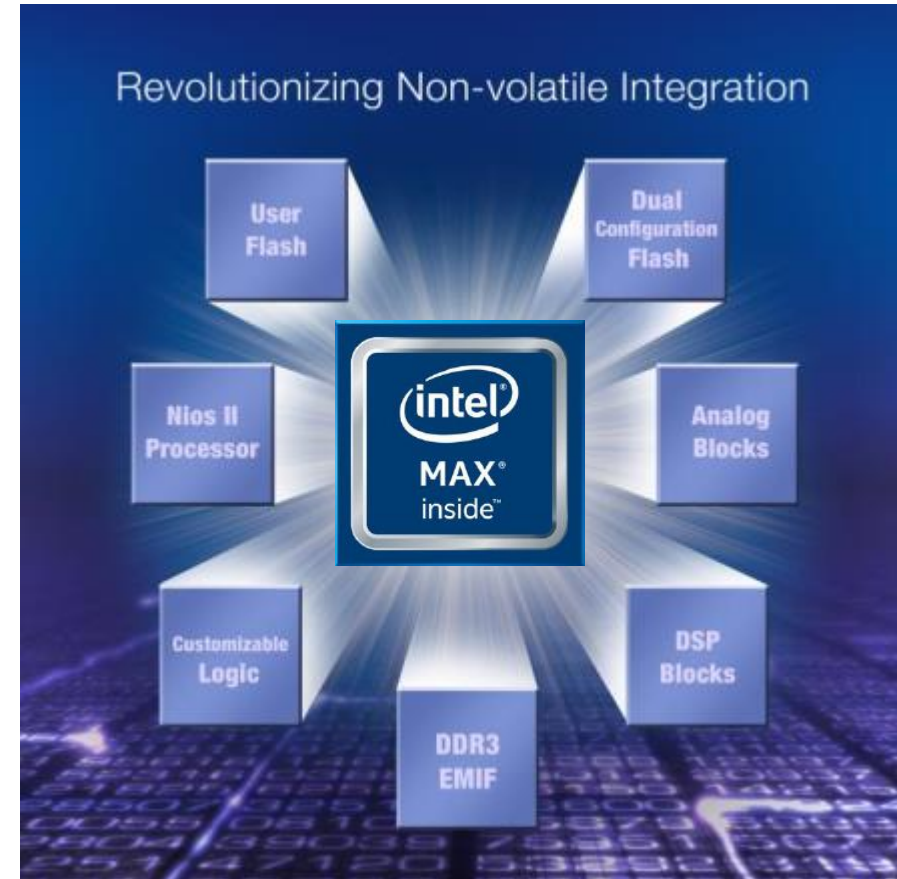 Revolutionizing Non-volatile Integration
User
Flash
Dual
Configuration
Flash
intel®
MAX®
inside™
Nios II
Processor
Analog
Blocks
Customizable
Logic
DSP
Blocks
DDR3
EMIF